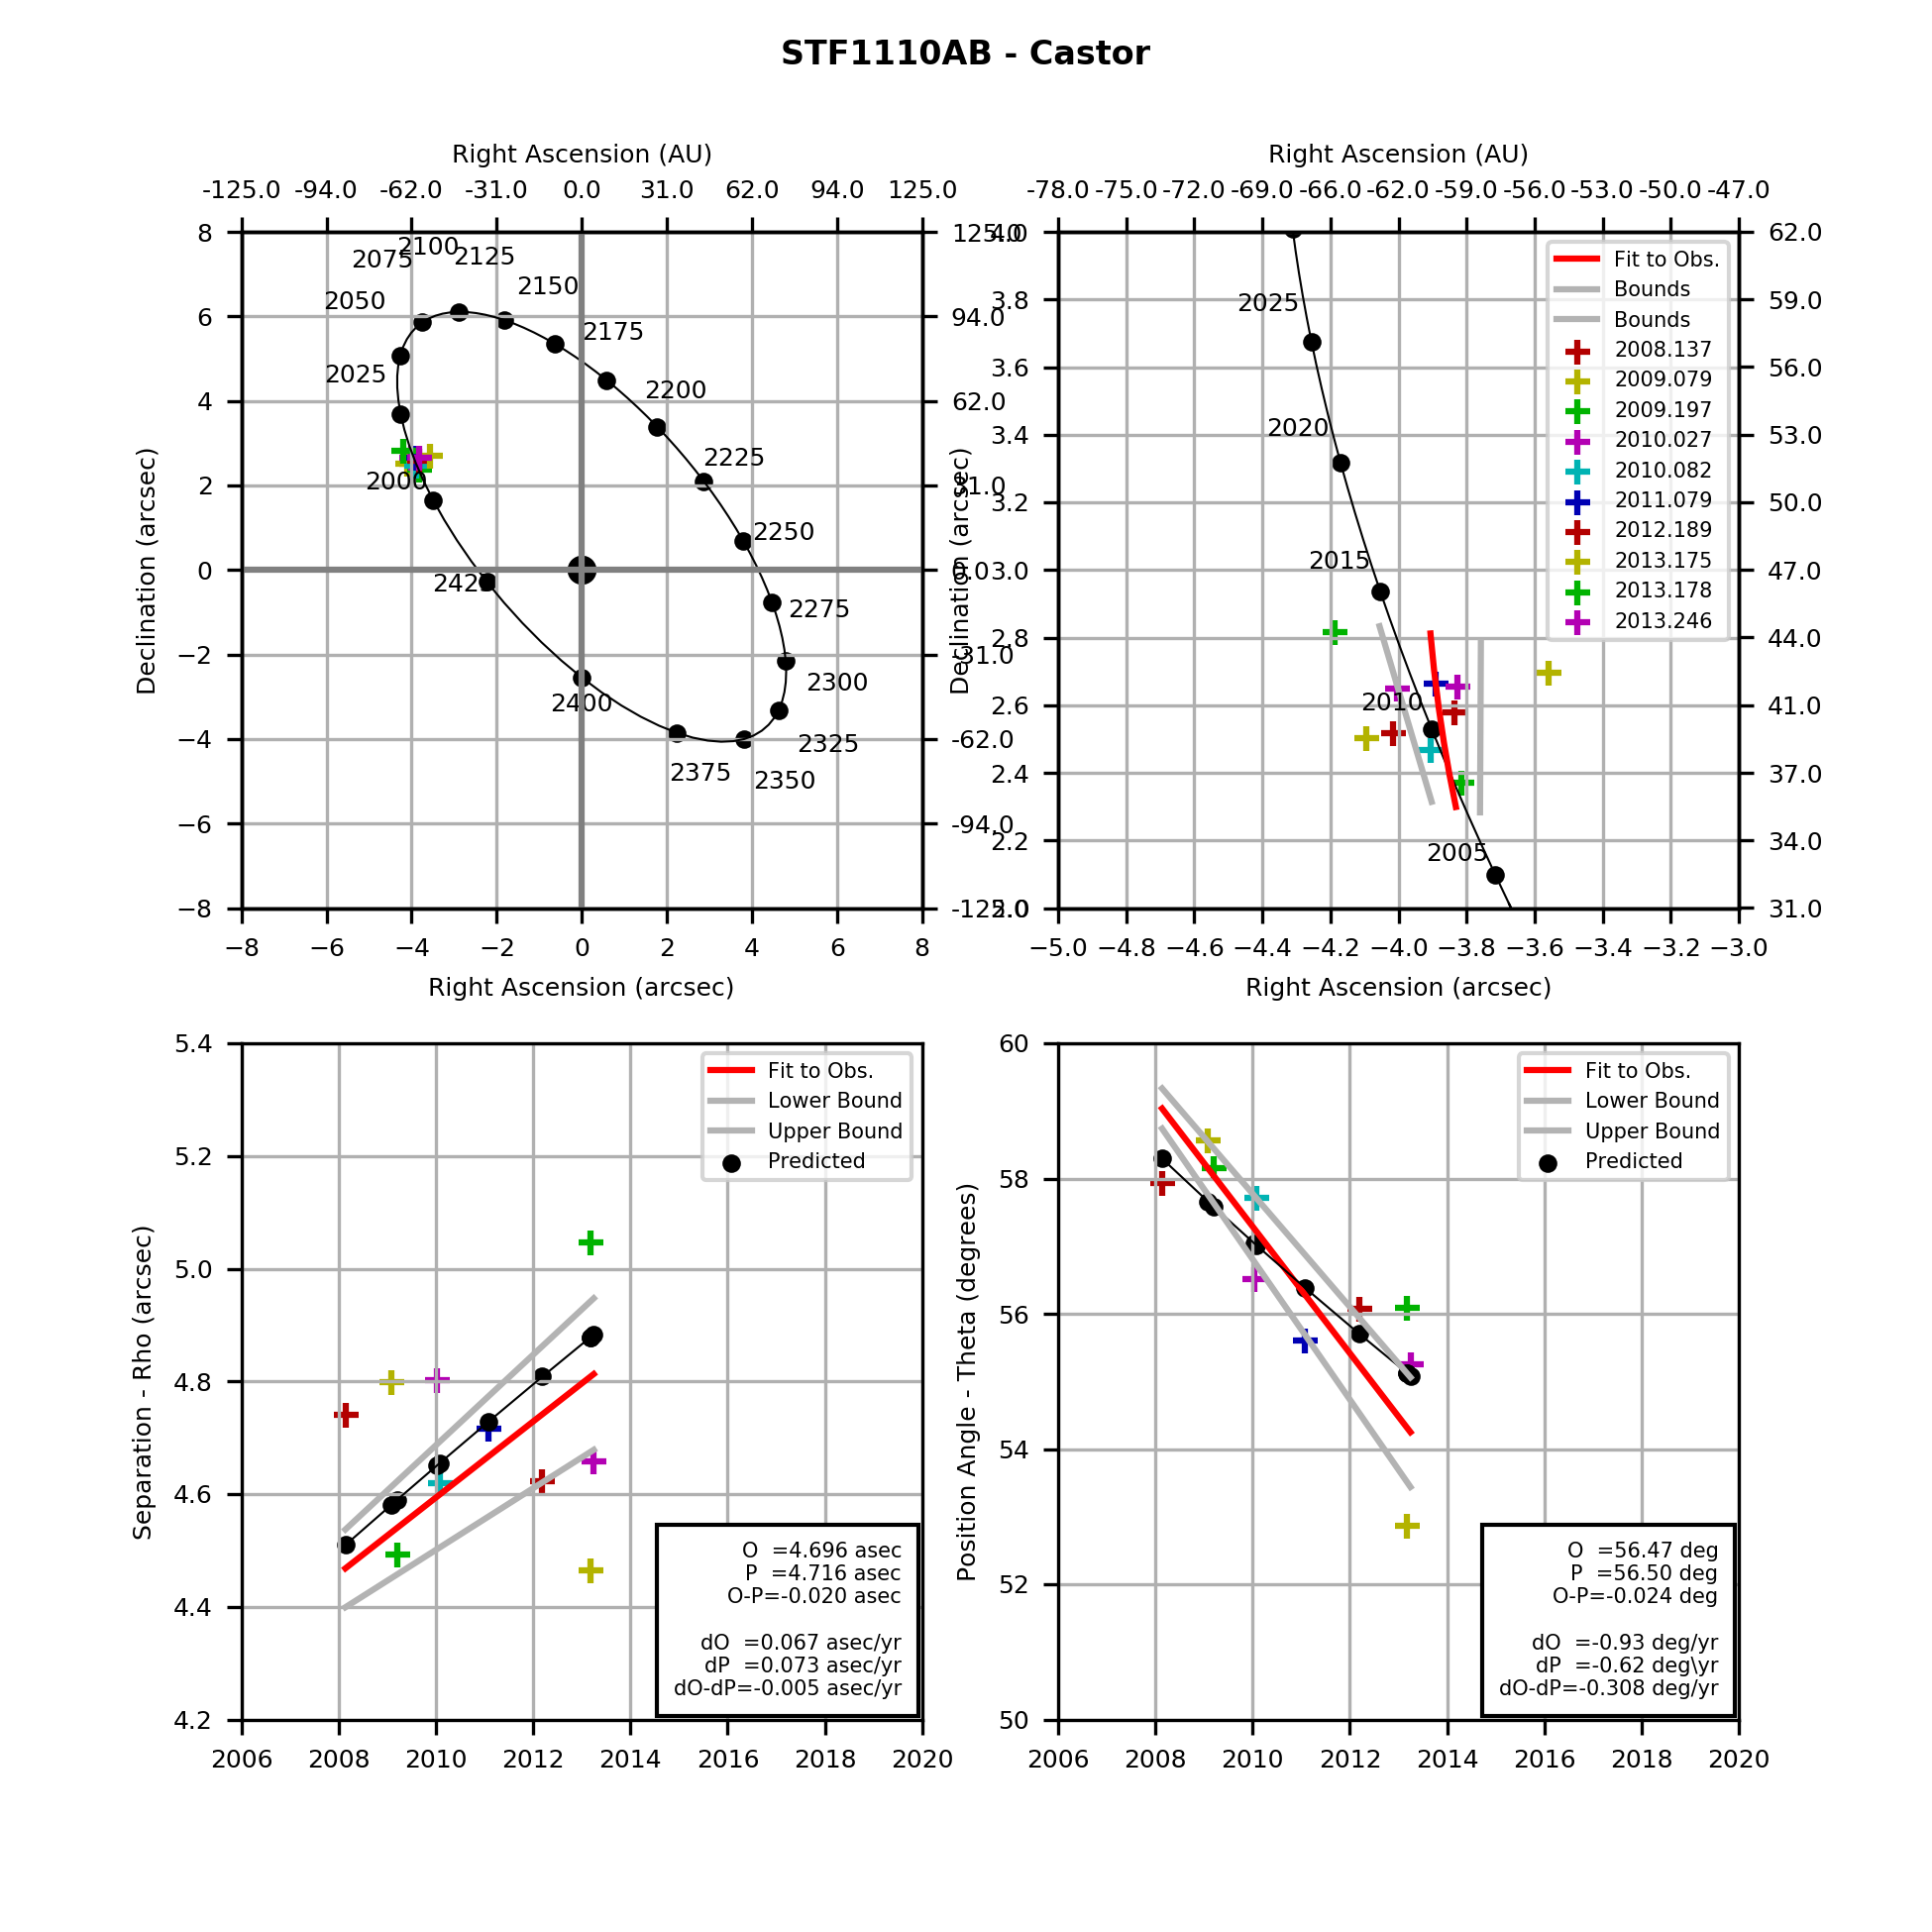 STF1110AB - Castor
Right Ascension (AU)
-125.0 -94.0 -62.0 -31.0 0.0 31.0 62.0 94.0 125.0
8 6 4 2 0 −2 −4 −6 −8
Declination (arcsec)
2075 2100 2125
2150
2050
2175
2025
2200
2225
2000
2250
2425
2275
2300
2400
2325
2375 2350
125.0 94.0 62.0 31.0 0.0 -31.0 -62.0 -94.0 -125.0
−8 −6 −4 −2 0 2 4 6 8
Right Ascension (arcsec)
Right Ascension (AU)
-78.0 -75.0 -72.0 -69.0 -66.0 -62.0 -59.0 -56.0 -53.0 -50.0 -47.0
4.0 3.8 3.6 3.4 3.2 3.0 2.8 2.6 2.4 2.2 2.0
Declination (arcsec)
2025
2020
2015
2010
2005
Fit to Obs.
Bounds
Bounds
2008.137
2009.079
2009.197
2010.027
2010.082
2011.079
2012.189
2013.175
2013.178
2013.246
62.0 59.0 56.0 53.0 50.0 47.0 44.0 41.0 37.0 34.0 31.0
−5.0 −4.8 −4.6 −4.4 −4.2 −4.0 −3.8 −3.6 −3.4 −3.2 −3.0
Right Ascension (arcsec)
5.4 5.2 5.0 4.8 4.6 4.4 4.2
Separation - Rho (arcsec)
Fit to Obs.
Lower Bound
Upper Bound
Predicted
O =4.696 asec
P =4.716 asec
O-P=-0.020 asec
dO =0.067 asec/yr
dP =0.073 asec/yr
dO-dP=-0.005 asec/yr
2006 2008 2010 2012 2014 2016 2018 2020
60 58 56 54 52 50
Position Angle - Theta (degrees)
Fit to Obs.
Lower Bound
Upper Bound
Predicted
O =56.47 deg
P =56.50 deg
O-P=-0.024 deg
dO =-0.93 deg/yr
dP =-0.62 deg\yr
dO-dP=-0.308 deg/yr
2006 2008 2010 2012 2014 2016 2018 2020